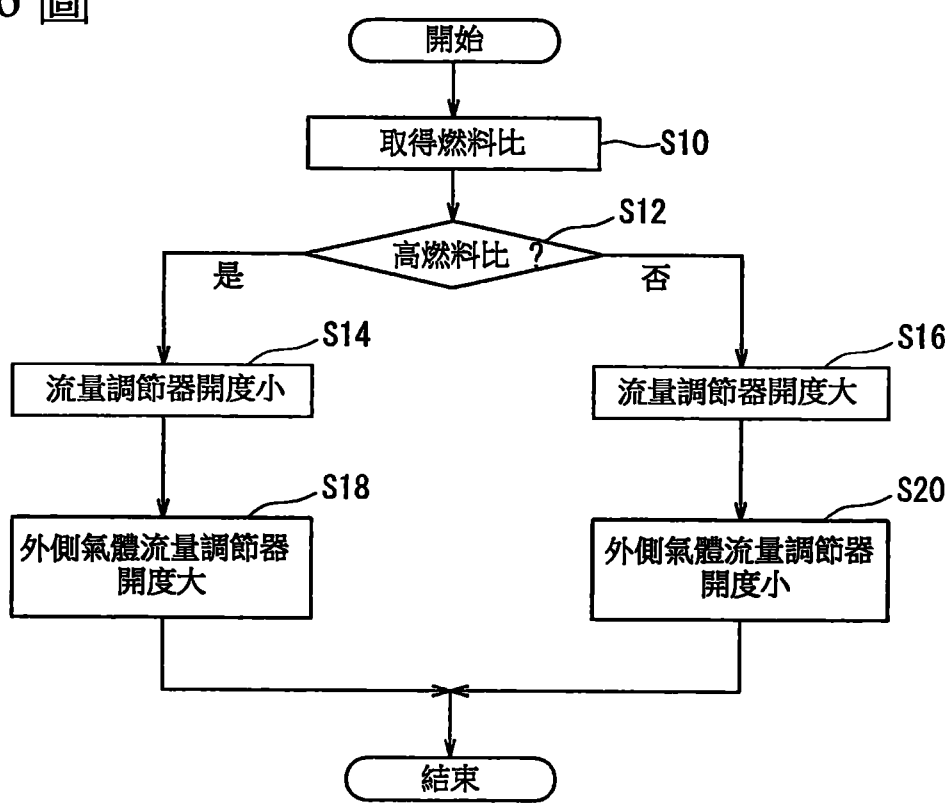 6 圖
開始
取得燃料比
S10
S12
高燃料比 ?
是
否
S14
流量調節器開度小
S16
流量調節器開度大
S18
外側氣體流量調節器
開度大
S20
外側氣體流量調節器
開度小
結束